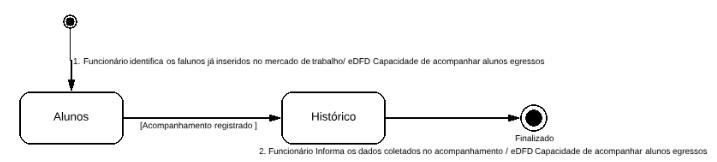 1. Funcionário identifica os falunos já inseridos no mercado de trabalho/ eDFD Capacidade de acompanhar alunos egressos
Alunos
Histórico
[Acompanhamento registrado ]
Finalizado
2. Funcionário Informa os dados coletados no acompanhamento / eDFD Capacidade de acompanhar alunos egressos